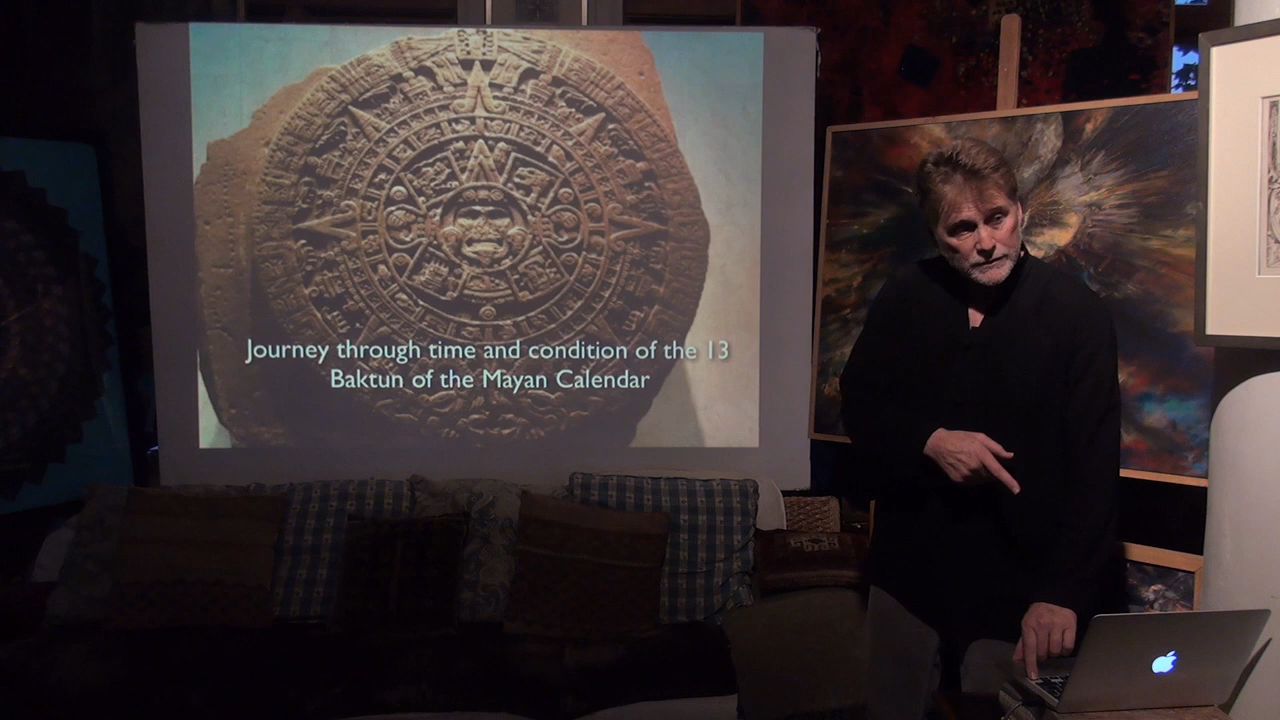 Journey through time and condition of the 13
Baktun of the Mayan Calendar